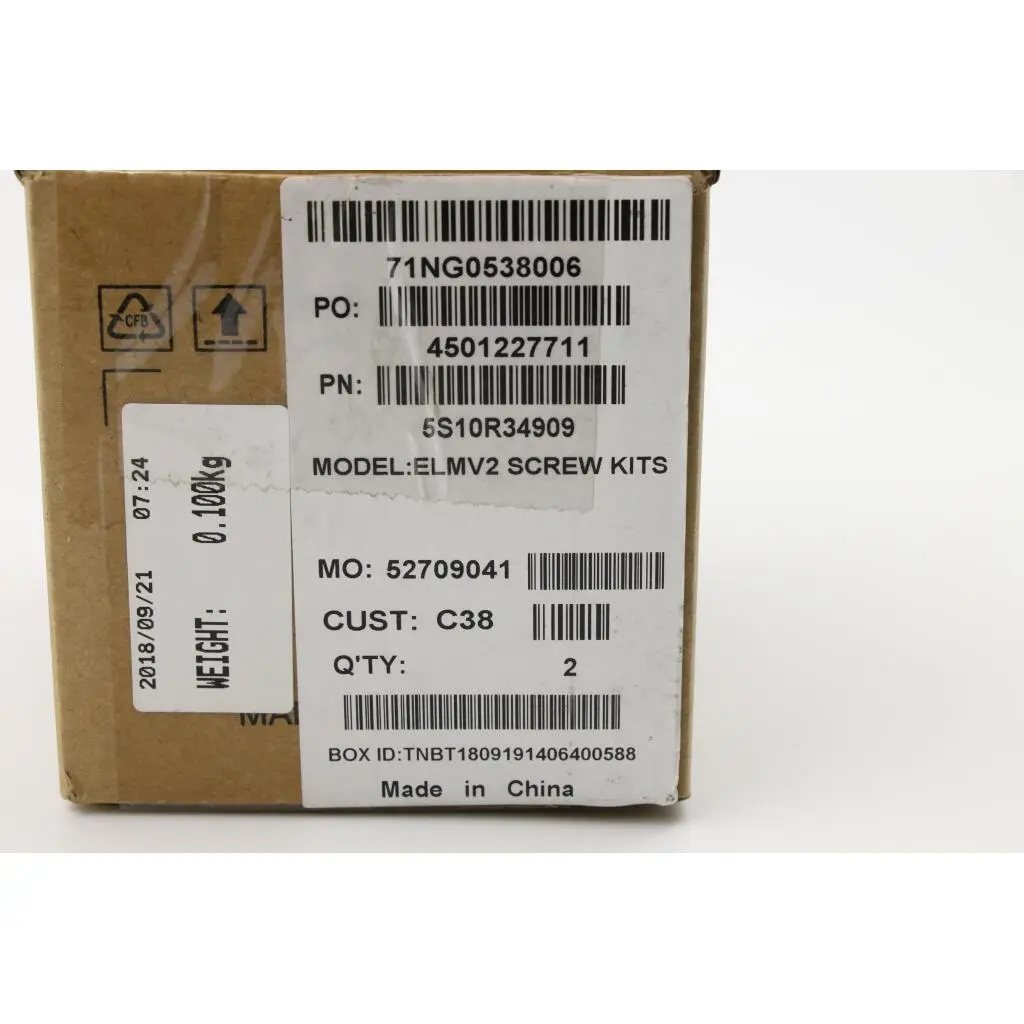 71NG0538006
PO:
4501227711
PN:
5S10R34909
MODEL:ELMV2 SCREW KITS
MO: 52709041
CUST: C38
Q'TY: 2
BOX ID:TNBT1809191406400588
Made in China
CFB
2018/09/21 07:24
WEIGHT: 0.100Kg